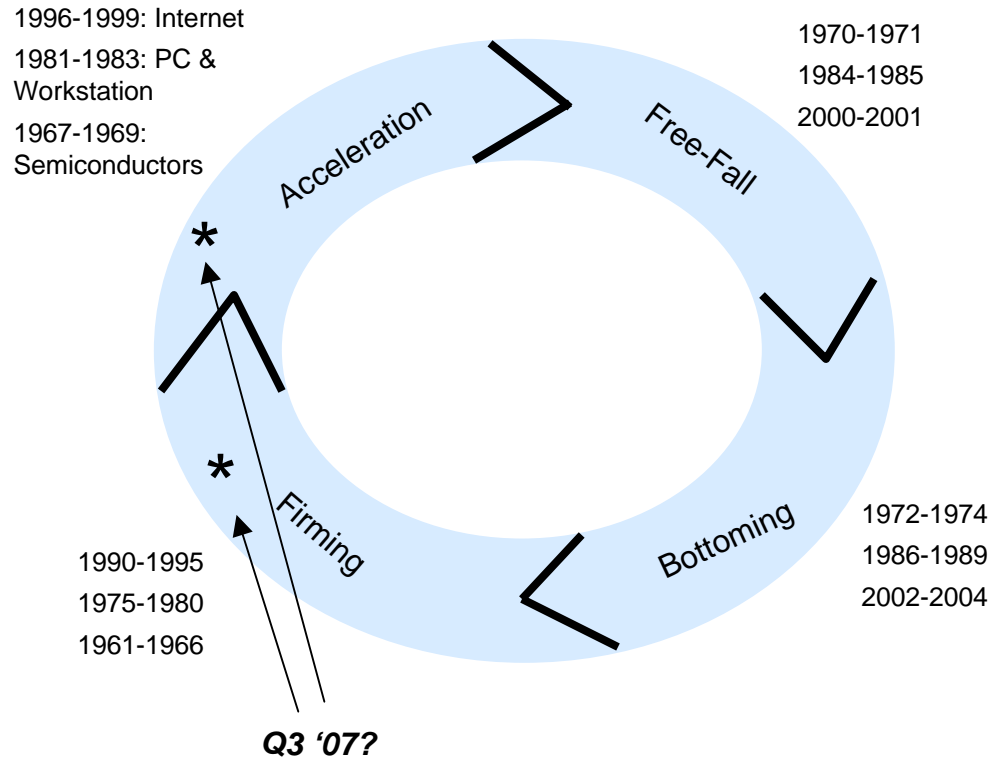 1996-1999: Internet
1981-1983: PC &
Workstation
1967-1969:
Semiconductors
1970-1971
1984-1985
2000-2001
Acceleration
Free-Fall
*
*
Firming
Bottoming
1990-1995
1975-1980
1961-1966
1972-1974
1986-1989
2002-2004
Q3 ‘07?